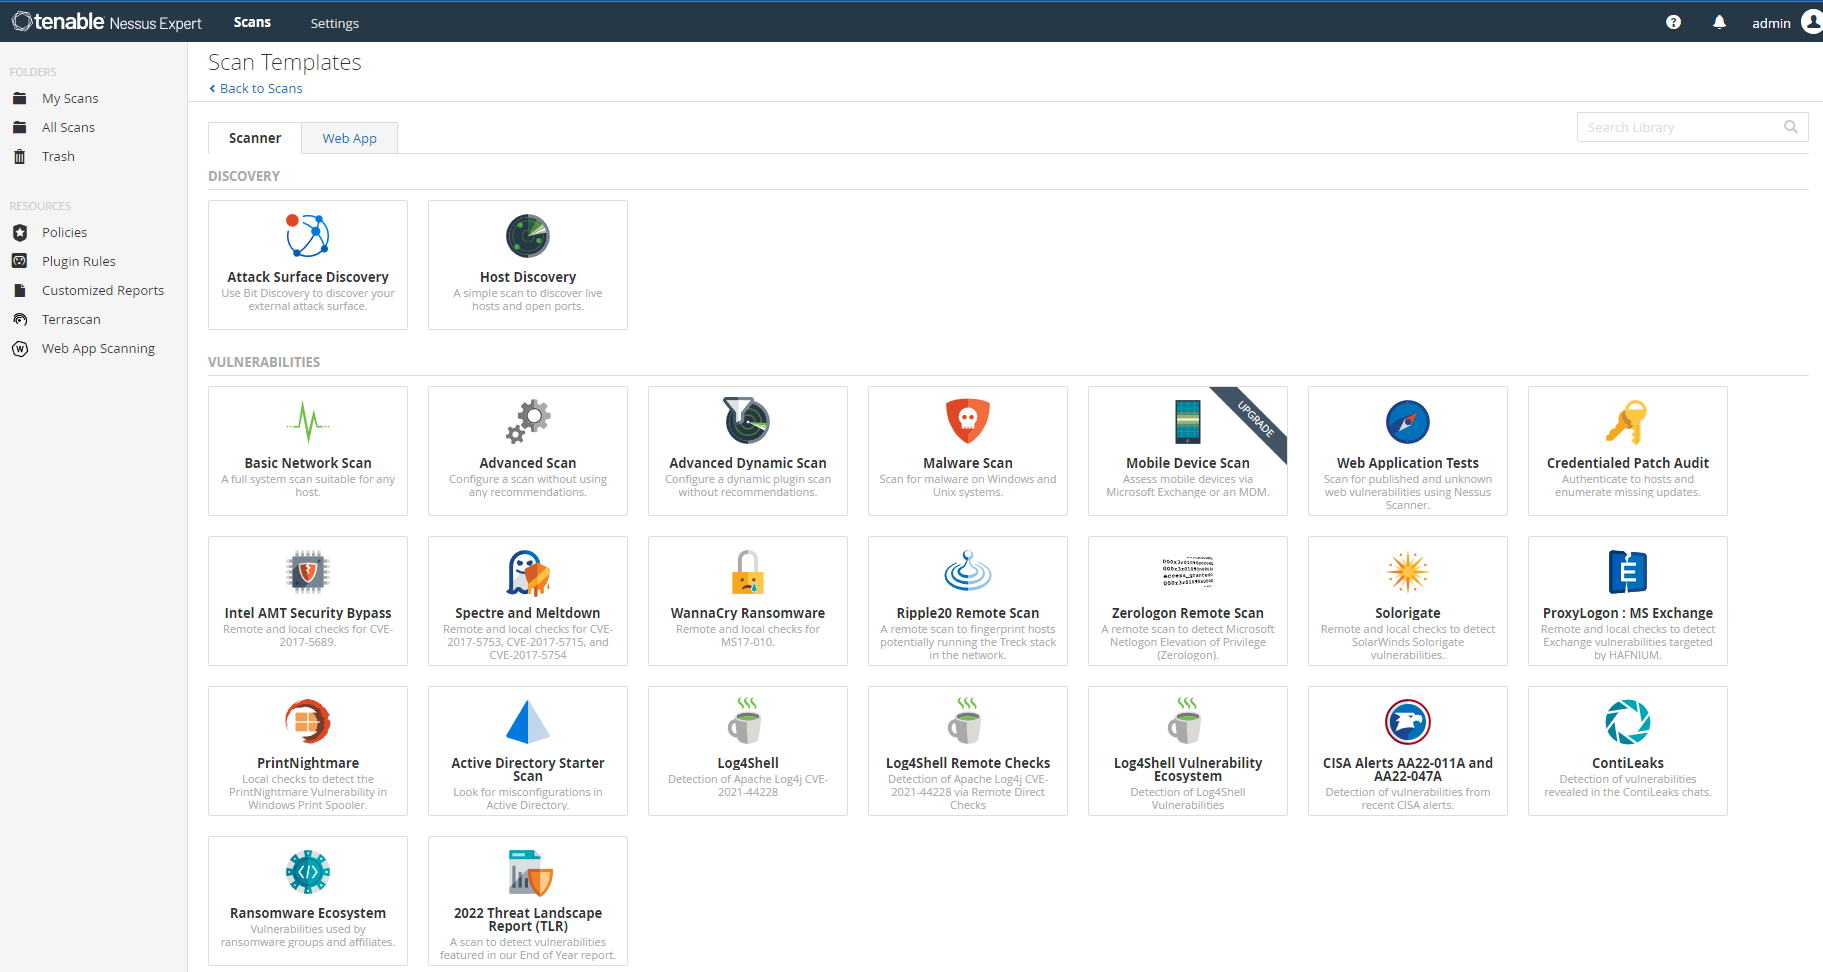 tenable Nessus Expert
Scans
Settings
?
admin
FOLDERS
My Scans
All Scans
Trash
RESOURCES
Policies
Plugin Rules
Customized Reports
Terrascan
W
Web App Scanning
Scan Templates
Back to Scans
Scanner
Web App
Search Library
DISCOVERY
Attack Surface Discovery
Use Bit Discovery to discover your
external attack surface.
Host Discovery
A simple scan to discover live
hosts and open ports.
VULNERABILITIES
Basic Network Scan
A full system scan suitable for any
host.
Advanced Scan
Configure a scan without using
any recommendations.
Advanced Dynamic Scan
Configure a dynamic plugin scan
without recommendations.
Malware Scan
Scan for malware on Windows and
Unix systems.
UPGRADE
Mobile Device Scan
Assess mobile devices via
Microsoft Exchange or an MDM.
Web Application Tests
Scan for published and unknown
web vulnerabilities using Nessus
Scanner.
Credentialed Patch Audit
Authenticate to hosts and
enumerate missing updates.
Intel AMT Security Bypass
Remote and local checks for CVE-
2017-5689.
Spectre and Meltdown
Remote and local checks for CVE-
2017-5753, CVE-2017-5715, and
CVE-2017-5754
WannaCry Ransomware
Remote and local checks for
MS17-010.
Ripple20 Remote Scan
A remote scan to fingerprint hosts
potentially running the Treck stack
in the network.
Zerologon Remote Scan
A remote scan to detect Microsoft
Netlogon Elevation of Privilege
(Zerologon).
Solorigate
Remote and local checks to detect
SolarWinds Solorigate
vulnerabilities.
E
ProxyLogon : MS Exchange
Remote and local checks to detect
Exchange vulnerabilities targeted
by HAFNIUM.
PrintNightmare
Local checks to detect the
PrintNightmare Vulnerability in
Windows Print Spooler.
Active Directory Starter
Scan
Look for misconfigurations in
Active Directory.
Log4Shell
Detection of Apache Log4j CVE-
2021-44228
Log4Shell Remote Checks
Detection of Apache Log4j CVE-
2021-44228 via Remote Direct
Checks
Log4Shell Vulnerability
Ecosystem
Detection of Log4Shell
Vulnerabilities
CISA Alerts AA22-011A and
AA22-047A
Detection of vulnerabilities from
recent CISA alerts.
ContiLeaks
Detection of vulnerabilities
revealed in the ContiLeaks chats.
</>
Ransomware Ecosystem
Vulnerabilities used by
ransomware groups and affiliates.
2022 Threat Landscape
Report (TLR)
A scan to detect vulnerabilities
featured in our End of Year report.